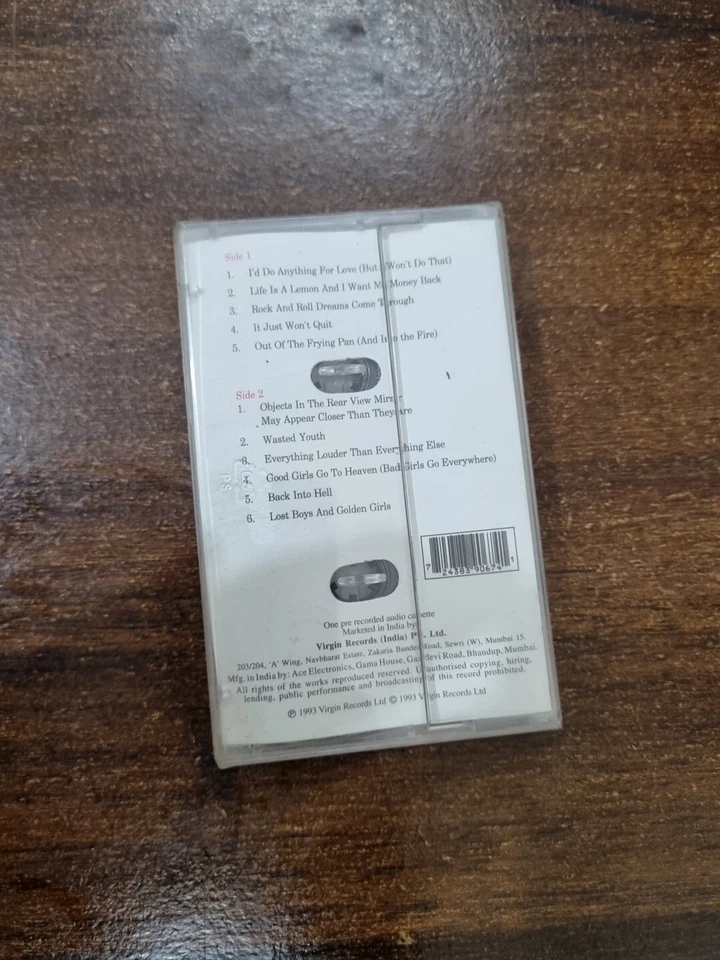 Side 1
1. I'd Do Anything For Love (But I Won't Do That)
2. Life Is A Lemon And I Want My Money Back
3. Rock And Roll Dreams Come Through
4. It Just Won't Quit
5. Out Of The Frying Pan (And Into the Fire)
Side 2
1. Objects In The Rear View Mirror
May Appear Closer Than They are
2. Wasted Youth
3. Everything Louder Than Everything Else
4. Good Girls Go To Heaven (Bad Girls Go Everywhere)
5. Back Into Hell
6. Lost Boys And Golden Girls
7 24383 90674 1
One pre recorded audio cassette
Marketed in India by:
Virgin Records (India) Pvt. Ltd.
203/204, 'A' Wing, Navbharat Estate, Zakaria Bunder Road, Sewri (W), Mumbai 15.
Mfg. in India by: Ace Electronics, Gama House, Gaodevi Road, Bhandup, Mumbai.
All rights of the works reproduced reserved. Unauthorised copying, hiring,
lending, public performance and broadcasting of this record prohibited.
℗ 1993 Virgin Records Ltd © 1993 Virgin Records Ltd